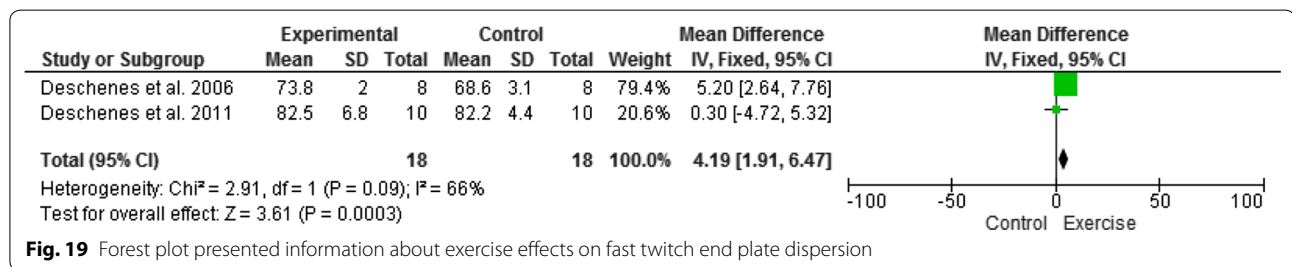 Experimental Control Mean Difference Mean Difference
Study or Subgroup Mean SD Total Mean SD Total Weight IV, Fixed, 95% CI IV, Fixed, 95% CI
Deschenes et al. 2006 73.8 2 8 68.6 3.1 8 79.4% 5.20 [2.64, 7.76]
Deschenes et al. 2011 82.5 6.8 10 82.2 4.4 10 20.6% 0.30 [-4.72, 5.32]
Total (95% CI) 18 18 100.0% 4.19 [1.91, 6.47]
Heterogeneity: Chi² = 2.91, df = 1 (P = 0.09); I² = 66%
Test for overall effect: Z = 3.61 (P = 0.0003)
-100 -50 0 50 100
Control Exercise
Fig. 19 Forest plot presented information about exercise effects on fast twitch end plate dispersion